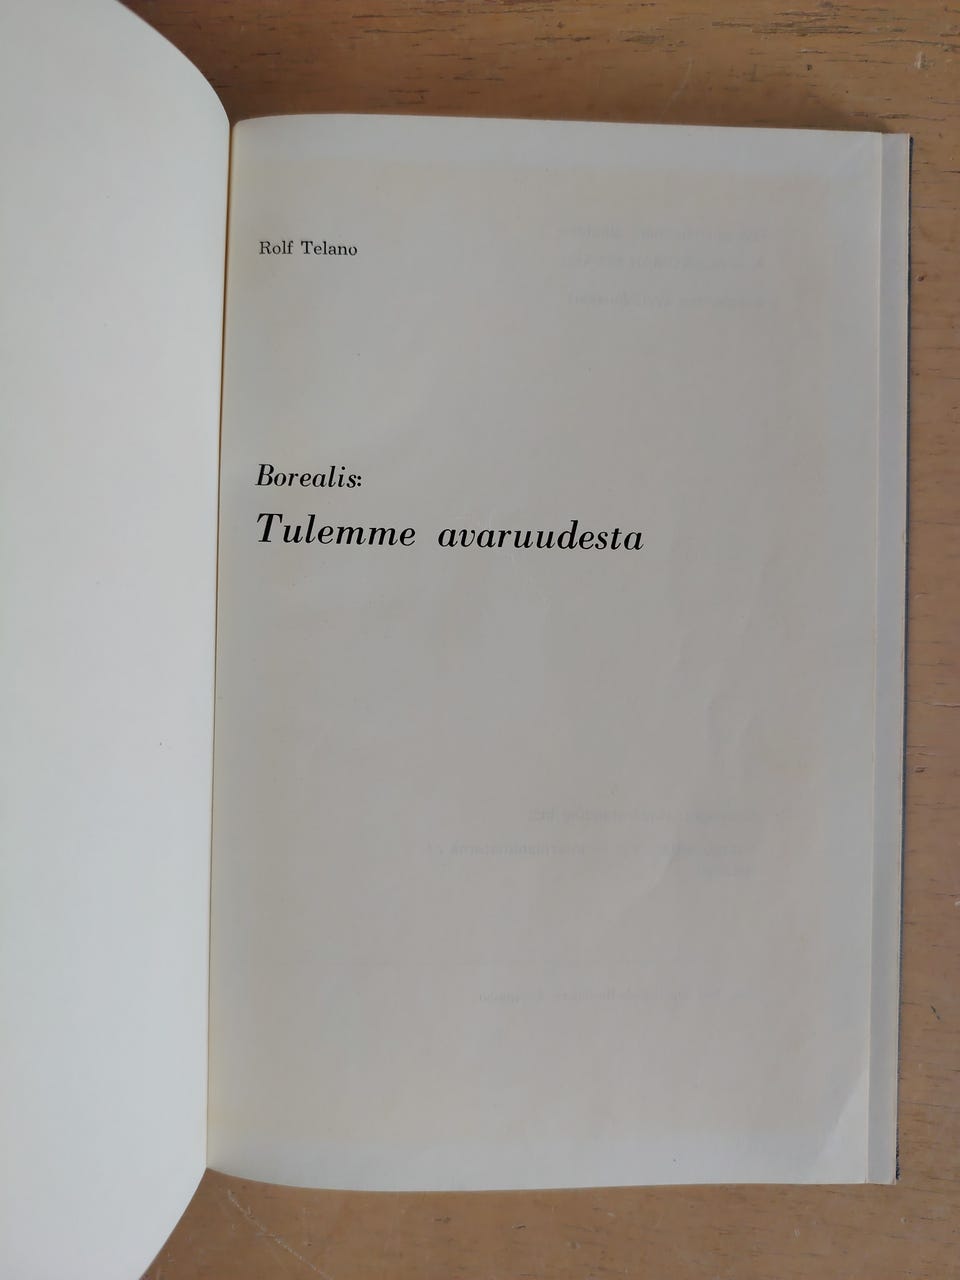 Rolf Telano
Borealis:
Tulemme avaruudesta